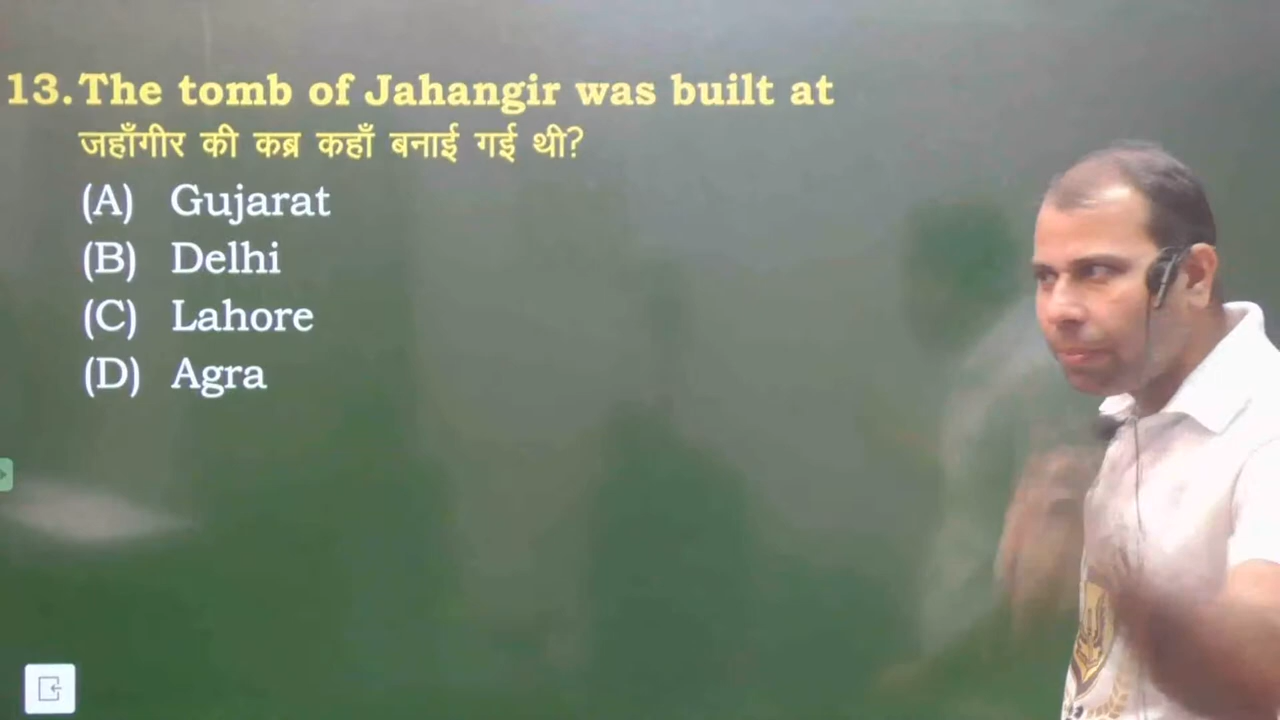 13. The tomb of Jahangir was built at
जहाँगीर की कब्र कहाँ बनाई गई थी?
(A) Gujarat
(B) Delhi
(C) Lahore
(D) Agra